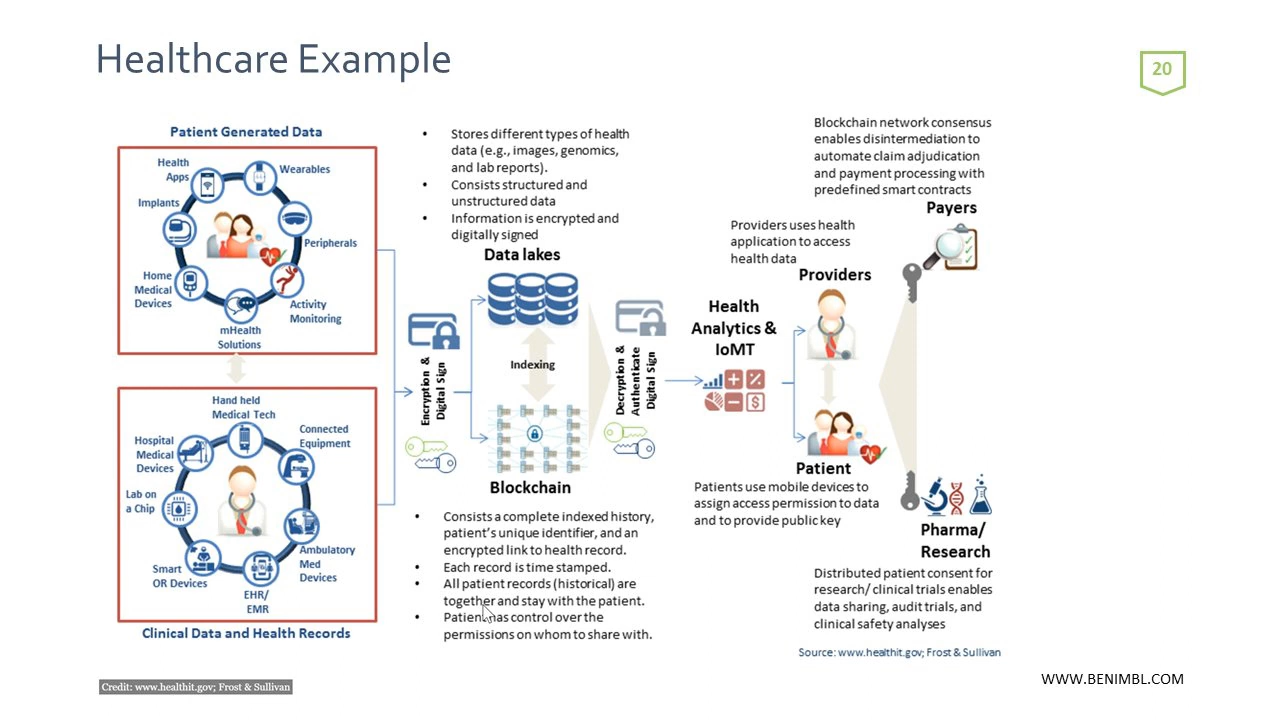 Healthcare Example
20
Patient Generated Data
Health
Apps
Wearables
Implants
Peripherals
Home
Medical
Devices
Activity
Monitoring
mHealth
Solutions
Hand held
Medical Tech
Connected
Equipment
Hospital
Medical
Devices
Lab on
a Chip
Ambulatory
Med
Devices
Smart
OR Devices
EHR/
EMR
Clinical Data and Health Records
Encryption &
Digital Sign
• Stores different types of health
data (e.g., images, genomics,
and lab reports).
• Consists structured and
unstructured data
• Information is encrypted and
digitally signed
Data lakes
Indexing
Blockchain
• Consists a complete indexed history,
patient's unique identifier, and an
encrypted link to health record.
• Each record is time stamped.
• All patient records (historical) are
together and stay with the patient.
• Patient has control over the
permissions on whom to share with.
Decryption &
Authenticate
Digital Sign
Health
Analytics &
IoMT
Providers uses health
application to access
health data
Providers
Patient
Patients use mobile devices to
assign access permission to data
and to provide public key
Blockchain network consensus
enables disintermediation to
automate claim adjudication
and payment processing with
predefined smart contracts
Payers
Pharma/
Research
Distributed patient consent for
research/ clinical trials enables
data sharing, audit trials, and
clinical safety analyses
Source: www.healthit.gov; Frost & Sullivan
Credit: www.healthit.gov; Frost & Sullivan
WWW.BENIMBL.COM